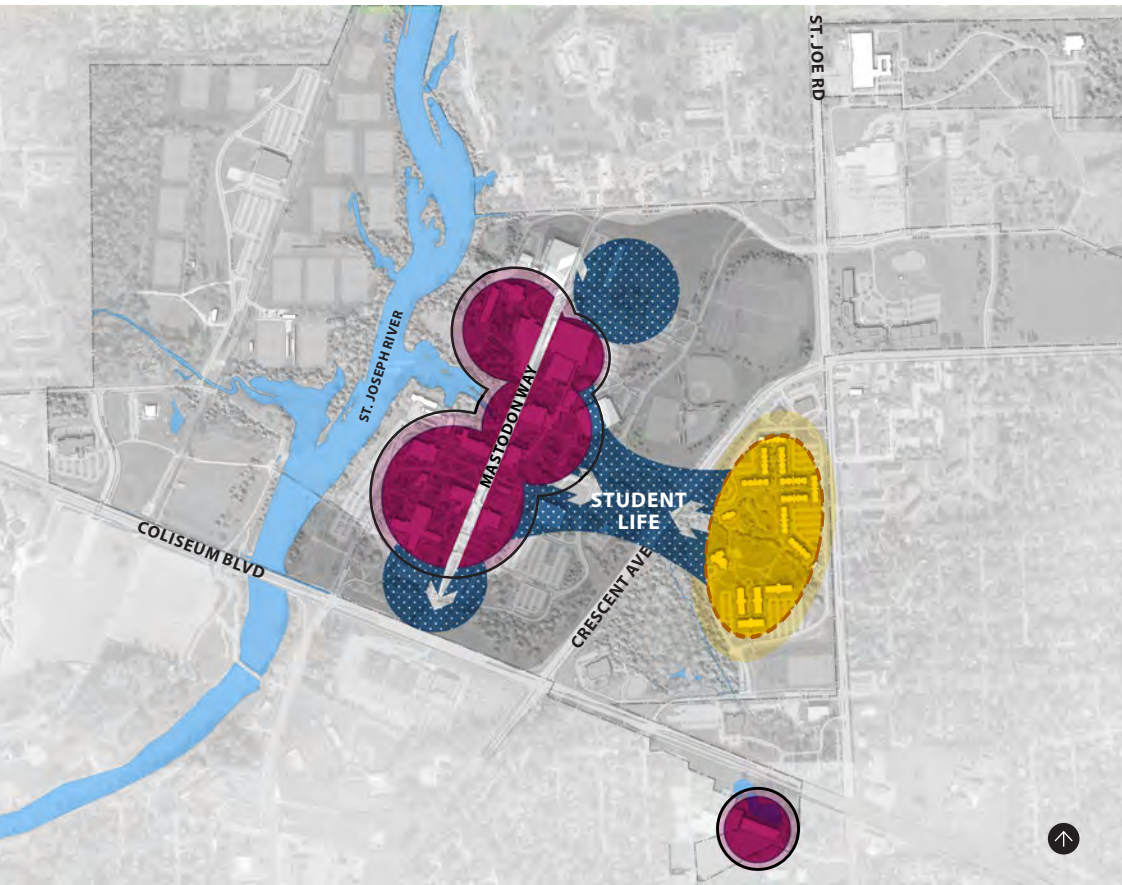 ST. JOE RD
ST. JOSEPH RIVER
MASTODON WAY
STUDENT
LIFE
COLISEUM BLVD
CRESCENT AVE